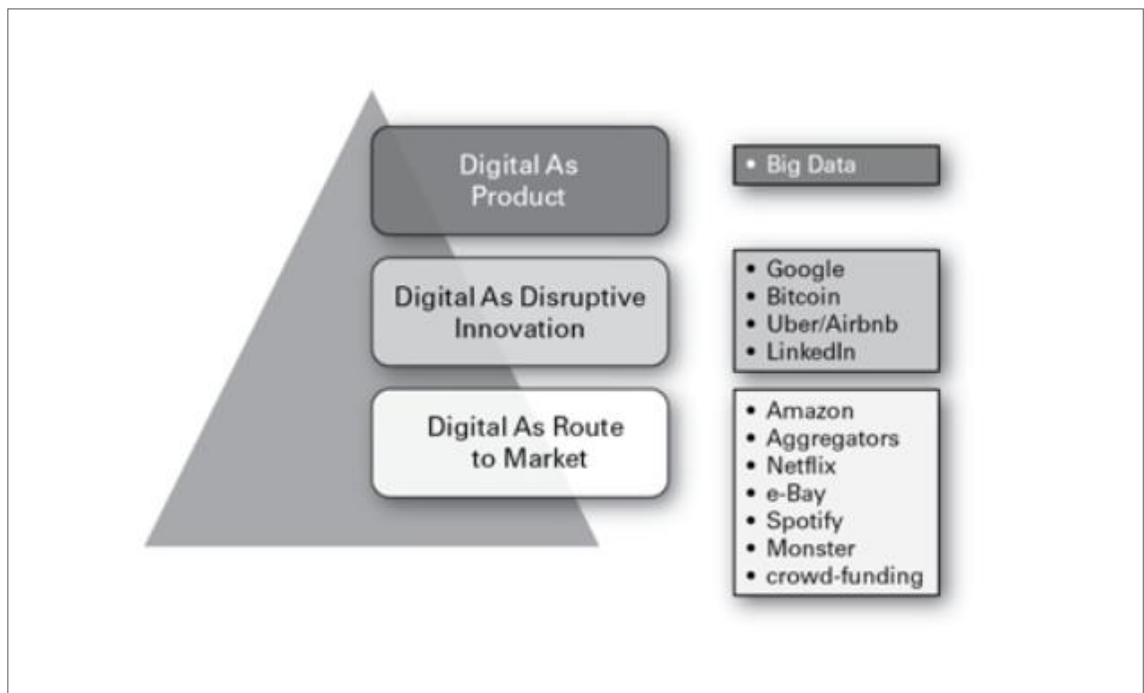 Digital As
Product
• Big Data
Digital As Disruptive
Innovation
• Google
• Bitcoin
• Uber/Airbnb
• LinkedIn
Digital As Route
to Market
• Amazon
• Aggregators
• Netflix
• e-Bay
• Spotify
• Monster
• crowd-funding